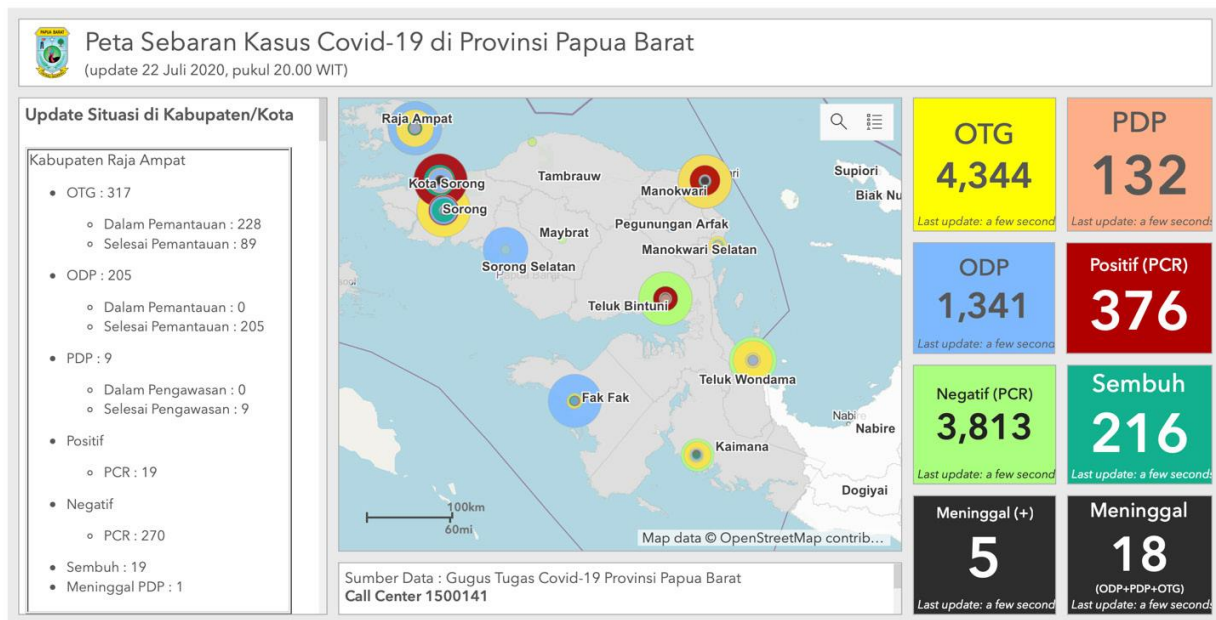 PAPUA BARAT
Peta Sebaran Kasus Covid-19 di Provinsi Papua Barat
(update 22 Juli 2020, pukul 20.00 WIT)
Update Situasi di Kabupaten/Kota
Kabupaten Raja Ampat
• OTG : 317
◦ Dalam Pemantauan : 228
◦ Selesai Pemantauan : 89
• ODP : 205
◦ Dalam Pemantauan : 0
◦ Selesai Pemantauan : 205
• PDP : 9
◦ Dalam Pengawasan : 0
◦ Selesai Pengawasan : 9
• Positif
◦ PCR : 19
• Negatif
◦ PCR : 270
• Sembuh : 19
• Meninggal PDP : 1
Raja Ampat
Kota Sorong
Sorong
Tambrauw
Manokwari
Supiori
Biak Nu
Maybrat
Pegunungan Arfak
Manokwari Selatan
Sorong Selatan
Teluk Bintuni
Teluk Wondama
Fak Fak
Nabire
Nabire
Kaimana
Dogiyai
100km
60mi
Map data © OpenStreetMap contrib...
Sumber Data : Gugus Tugas Covid-19 Provinsi Papua Barat
Call Center 1500141
OTG
4,344
Last update: a few second
PDP
132
Last update: a few seconds
ODP
1,341
Last update: a few second
Positif (PCR)
376
Negatif (PCR)
3,813
Last update: a few second
Sembuh
216
Last update: a few seconds
Meninggal (+)
5
Last update: a few second
Meninggal
18
(ODP+PDP+OTG)
Last update: a few seconds